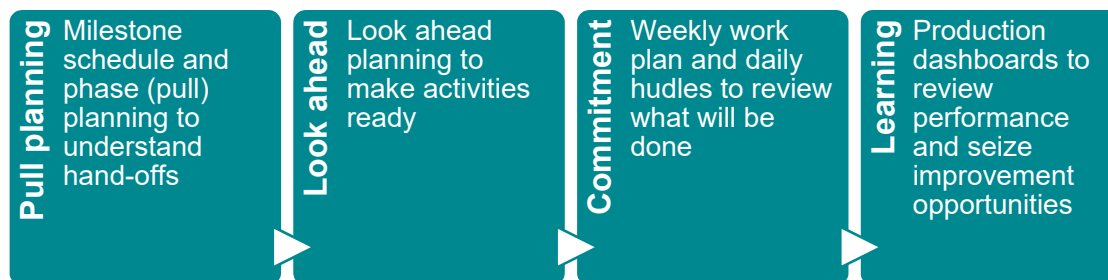 Pull planning
Milestone
schedule and
phase (pull)
planning to
understand
hand-offs
Look ahead
Look ahead
planning to
make activities
ready
Commitment
Weekly work
plan and daily
hudles to review
what will be
done
Learning
Production
dashboards to
review
performance
and seize
improvement
opportunities